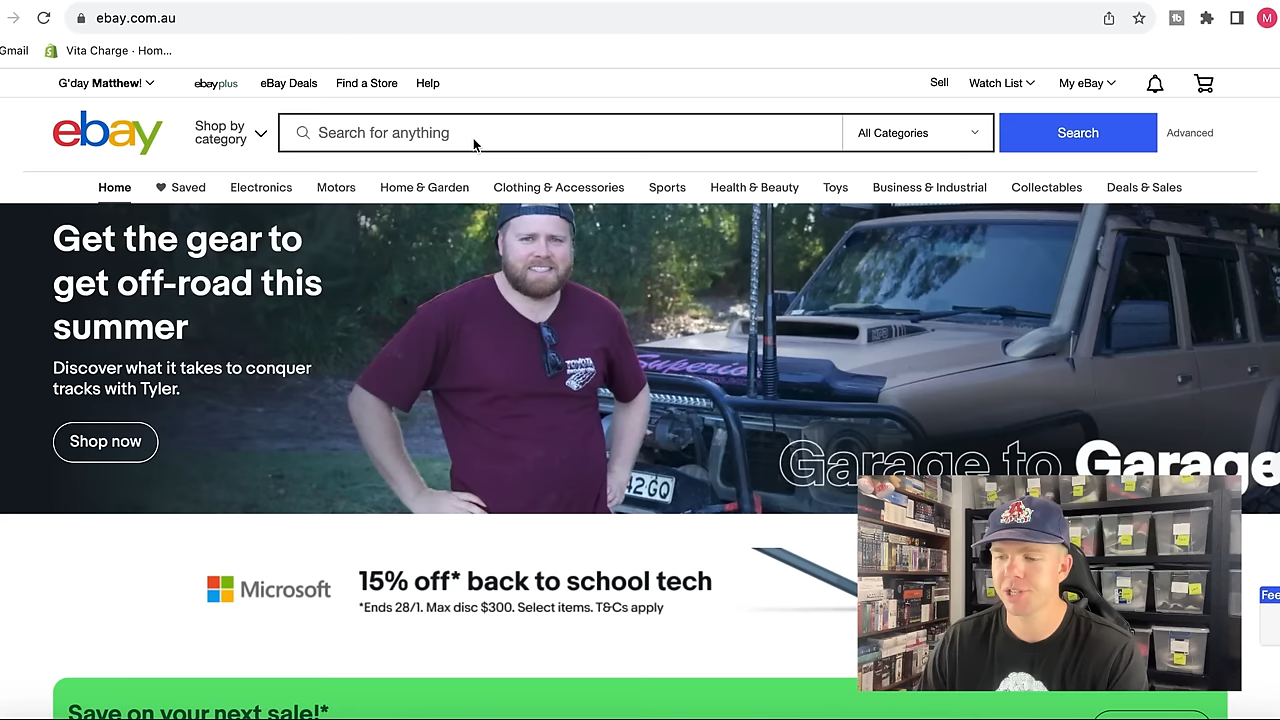 ebay.com.au
Gmail
Vita Charge · Hom...
G'day Matthew!
ebayplus
eBay Deals
Find a Store
Help
Sell
Watch List
My eBay
ebay
Shop by
category
Search for anything
All Categories
Search
Advanced
Home
Saved
Electronics
Motors
Home & Garden
Clothing & Accessories
Sports
Health & Beauty
Toys
Business & Industrial
Collectables
Deals & Sales
Get the gear to
get off-road this
summer
Discover what it takes to conquer
tracks with Tyler.
Shop now
Garage to Garage
42GQ
Microsoft
15% off* back to school tech
*Ends 28/1. Max disc $300. Select items. T&Cs apply
Fee
Save on your next sale!*
M